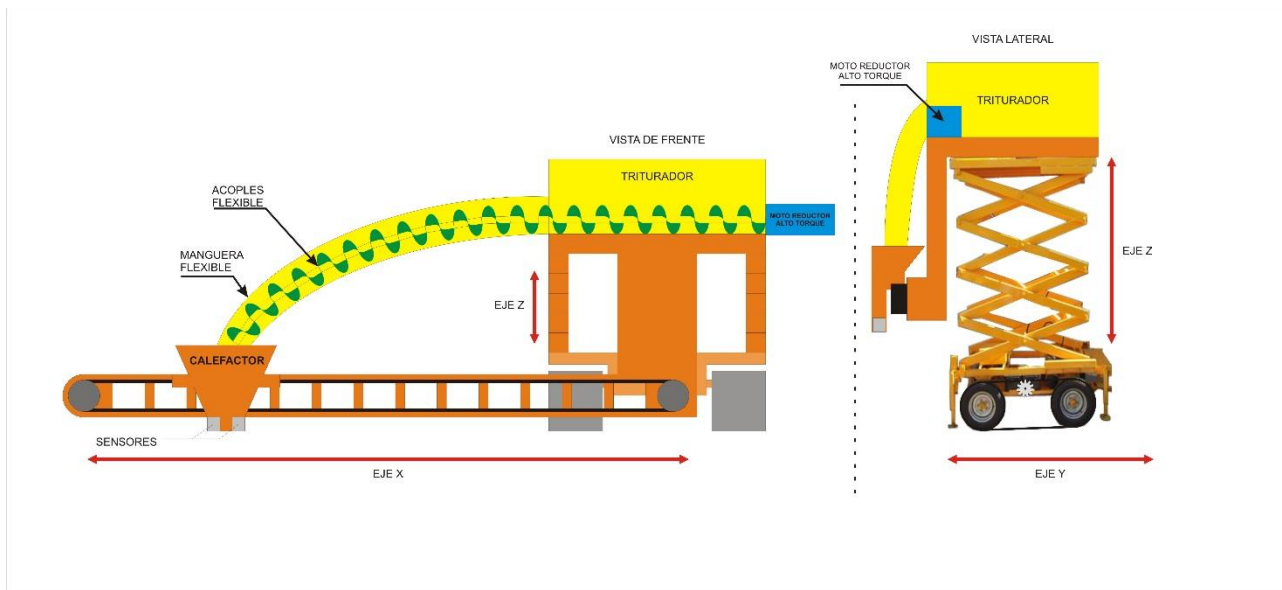 VISTA DE FRENTE
TRITURADOR
ACOPLES
FLEXIBLE
MANGUERA
FLEXIBLE
MOTO REDUCTOR
ALTO TORQUE
EJE Z
CALEFACTOR
SENSORES
EJE X
VISTA LATERAL
MOTO REDUCTOR
ALTO TORQUE
TRITURADOR
EJE Z
EJE Y